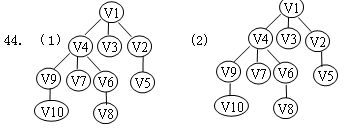 V1 V1
44. (1) V4 V3 V2 (2) V4 V3 V2
V9 V7 V6 V5 V9 V7 V6 V5
V10 V8 V10 V8